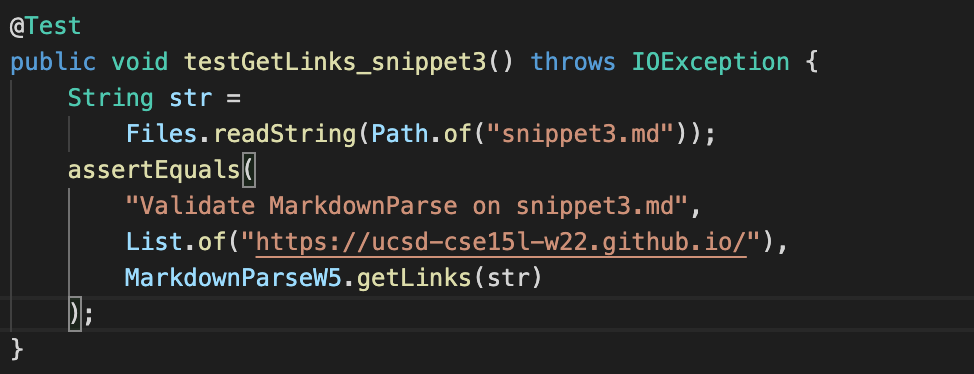 @Test
public void testGetLinks_snippet3() throws IOException {
    String str =
        Files.readString(Path.of("snippet3.md"));
    assertEquals(
        "Validate MarkdownParse on snippet3.md",
        List.of("https://ucsd-cse15l-w22.github.io/"),
        MarkdownParseW5.getLinks(str)
    );
}